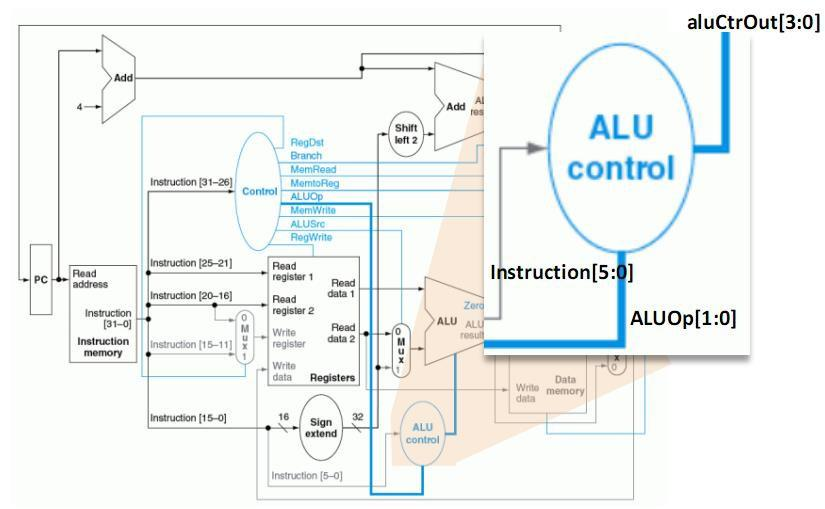 aluCtrOut[3:0]
Add
4
Add
AL
res
ALU
control
Shift
left 2
RegDst
Branch
MemRead
MemtoReg
ALUOp
MemWrite
ALUSrc
RegWrite
Instruction [31–26]
Control
Instruction[5:0]
ALUOp[1:0]
PC
Read
address
Instruction
[31–0]
Instruction
memory
Instruction [25–21]
Instruction [20–16]
Instruction [15–11]
0
M
u
x
1
Read
register 1
Read
register 2
Write
register
Write
data
Read
data 1
Read
data 2
Registers
0
M
u
x
1
Zero
ALU
ALU
result
Write
data
Data
memory
x
0
Instruction [15–0]
16
Sign
extend
32
ALU
control
Instruction [5–0]